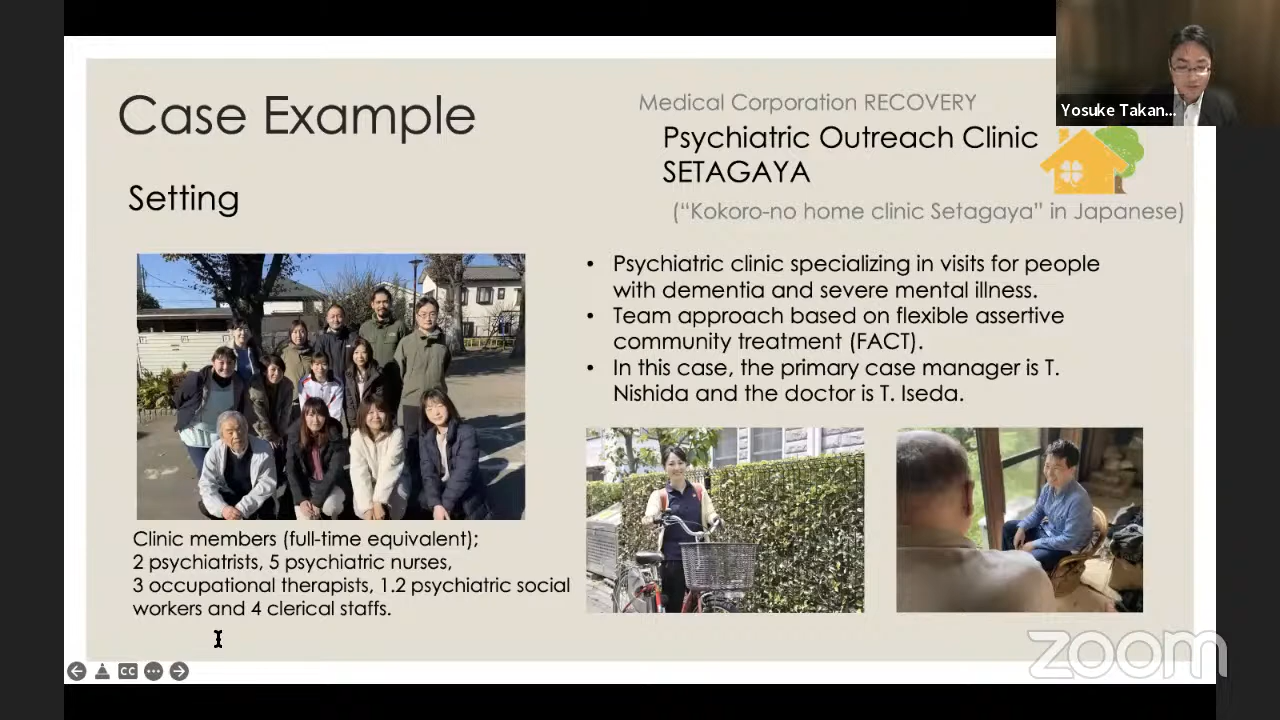 Case Example
Setting
Medical Corporation RECOVERY
Psychiatric Outreach Clinic
SETAGAYA
(“Kokoro-no home clinic Setagaya” in Japanese)
• Psychiatric clinic specializing in visits for people
with dementia and severe mental illness.
• Team approach based on flexible assertive
community treatment (FACT).
• In this case, the primary case manager is T.
Nishida and the doctor is T. Iseda.
Clinic members (full-time equivalent);
2 psychiatrists, 5 psychiatric nurses,
3 occupational therapists, 1.2 psychiatric social
workers and 4 clerical staffs.
Yosuke Takan...
CC
zoom